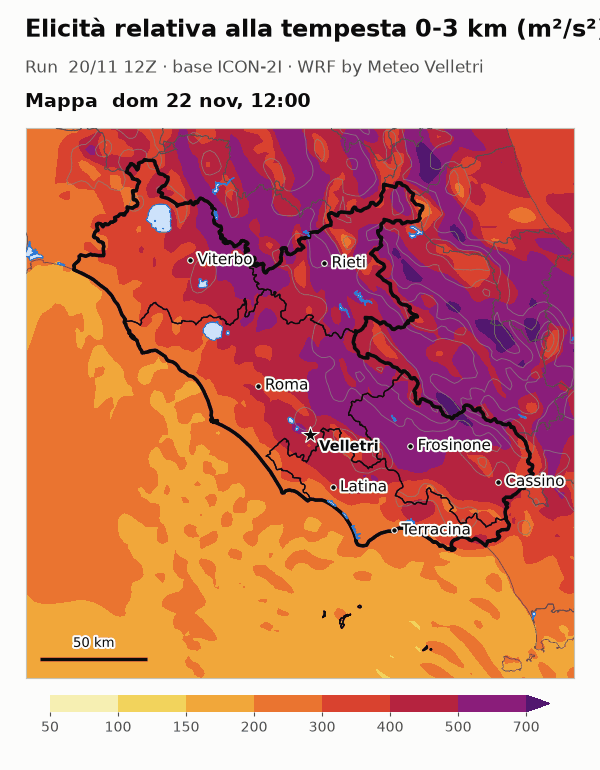 Elicità relativa alla tempesta 0-3 km (m²/s²)
Run 20/11 12Z · base ICON-2I · WRF by Meteo Velletri
Mappa dom 22 nov, 12:00
Viterbo
Rieti
Roma
Velletri
Frosinone
Cassino
Latina
Terracina
50 km
50 100 150 200 300 400 500 700